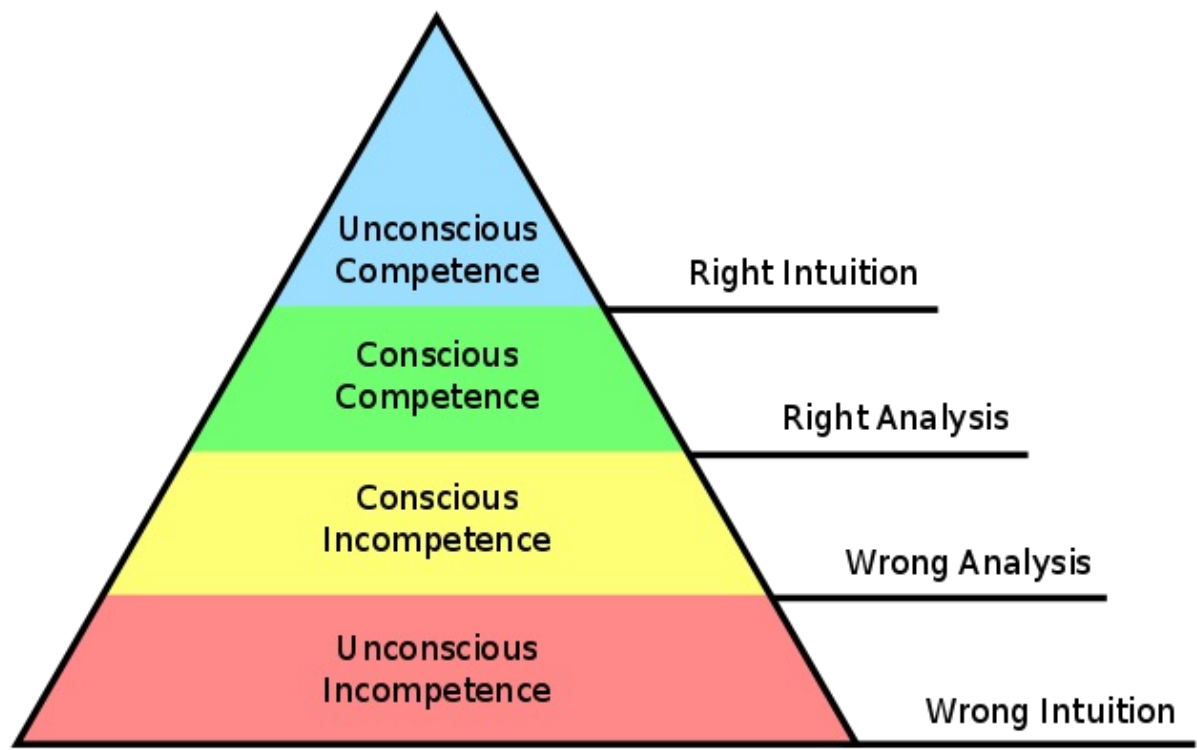 Unconscious
Competence
Right Intuition
Conscious
Competence
Right Analysis
Conscious
Incompetence
Wrong Analysis
Unconscious
Incompetence
Wrong Intuition